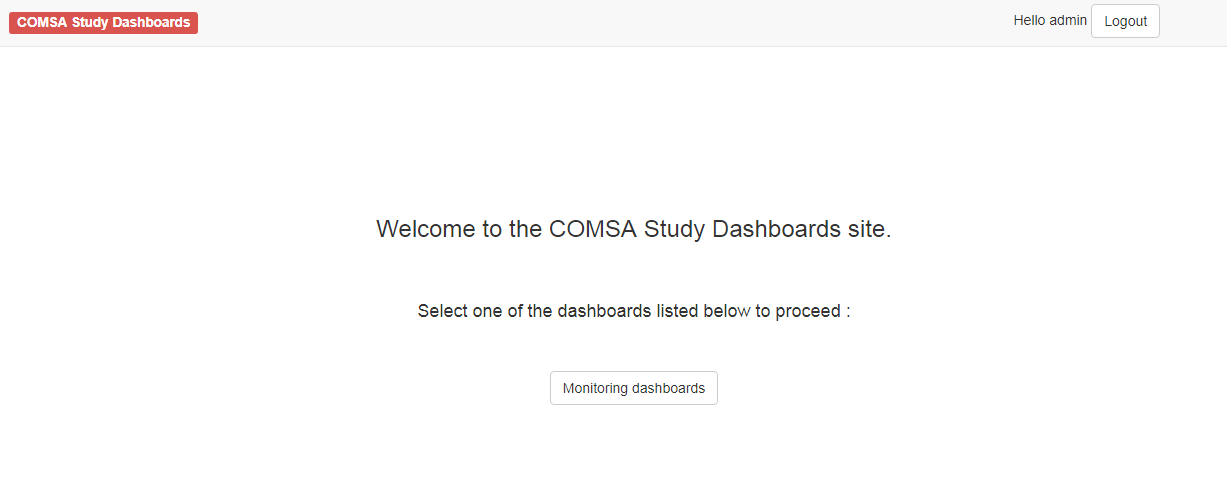 COMSA Study Dashboards
Hello admin Logout
Welcome to the COMSA Study Dashboards site.
Select one of the dashboards listed below to proceed :
Monitoring dashboards